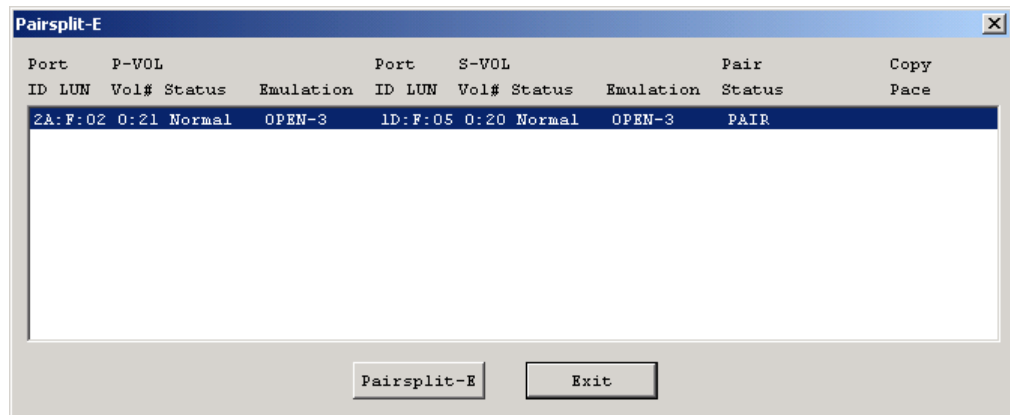 Pairsplit-E
Port P-VOL Port S-VOL Pair Copy
ID LUN Vol# Status Emulation ID LUN Vol# Status Emulation Status Pace
2A:F:02 0:21 Normal OPEN-3 1D:F:05 0:20 Normal OPEN-3 PAIR
Pairsplit-E Exit